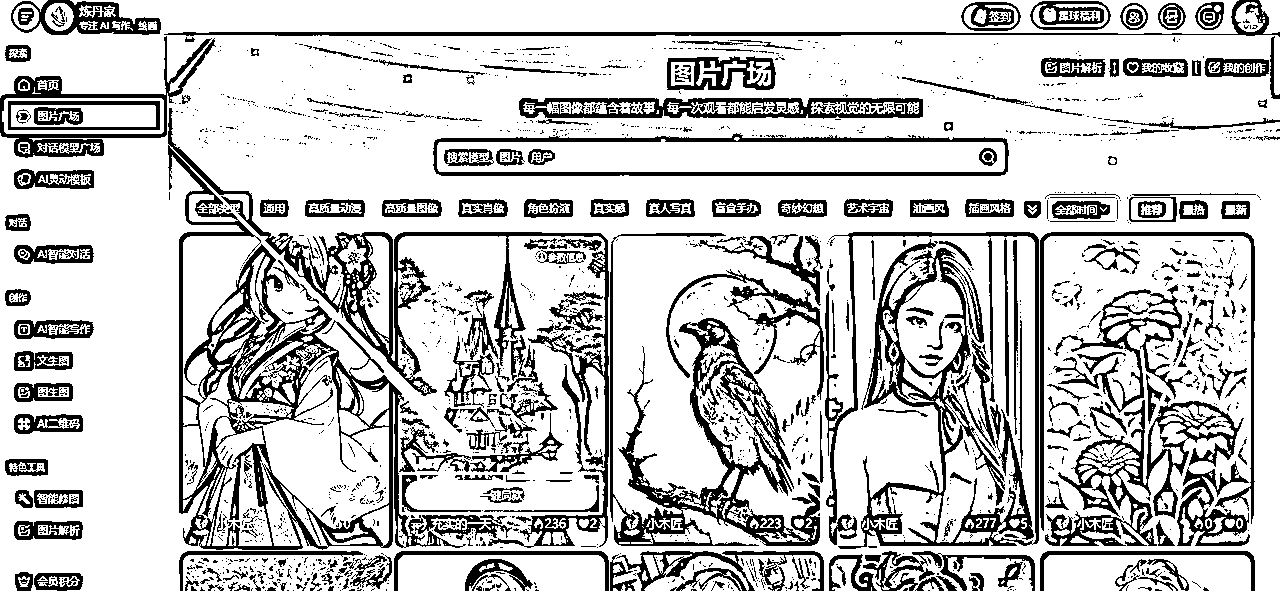 炼丹家
专注 AI 写作、绘画
签到
星球福利
探索
首页
图片广场
对话模型广场
AI灵动模板
对话
AI智能对话
创作
AI智能写作
文生图
图生图
AI二维码
特色工具
智能修图
图片解析
会员积分
图片广场
图片解析 | 我的收藏 | 我的创作
每一幅图像都蕴含着故事，每一次观看都能启发灵感，探索视觉的无限可能
搜索模型、图片、用户
全部类型 通用 高质量动漫 高质量图像 真实肖像 角色扮演 真实感 真人写真 盲盒手办 奇妙幻想 艺术宇宙 油画风 插画风格 全部时间 推荐 最热 最新
参数信息
一键同款
小木匠 0
充实的一天 236 2
小木匠 223 2
小木匠 277 5
小木匠 0 0